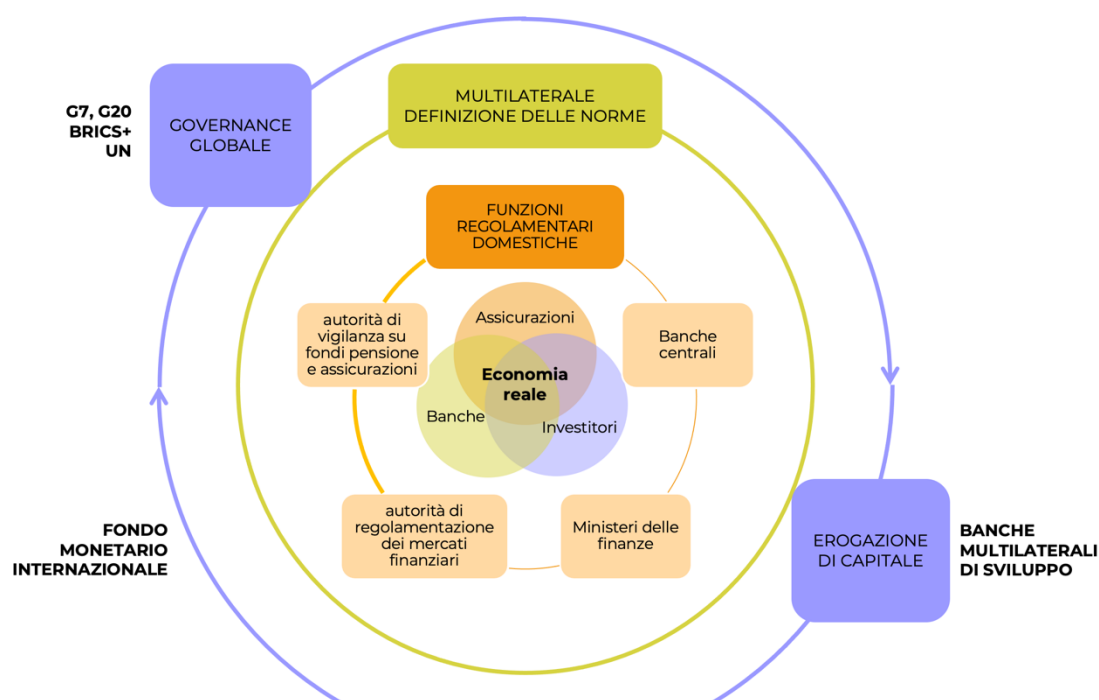 G7, G20
BRICS+
UN
GOVERNANCE
GLOBALE
MULTILATERALE
DEFINIZIONE DELLE NORME
FUNZIONI
REGOLAMENTARI
DOMESTICHE
autorità di
vigilanza su
fondi pensione
e assicurazioni
Assicurazioni
Banche
centrali
Economia
reale
Banche
Investitori
autorità di
regolamentazione
dei mercati
finanziari
Ministeri delle
finanze
FONDO
MONETARIO
INTERNAZIONALE
EROGAZIONE
DI CAPITALE
BANCHE
MULTILATERALI
DI SVILUPPO